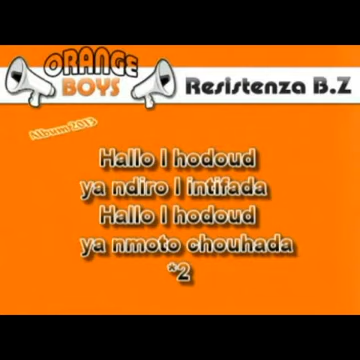 ORANGE
BOYS
Resistenza B.Z
Album 2013
Hallo l hodoud
ya ndiro l intifada
Hallo l hodoud
ya nmoto chouhada
*2